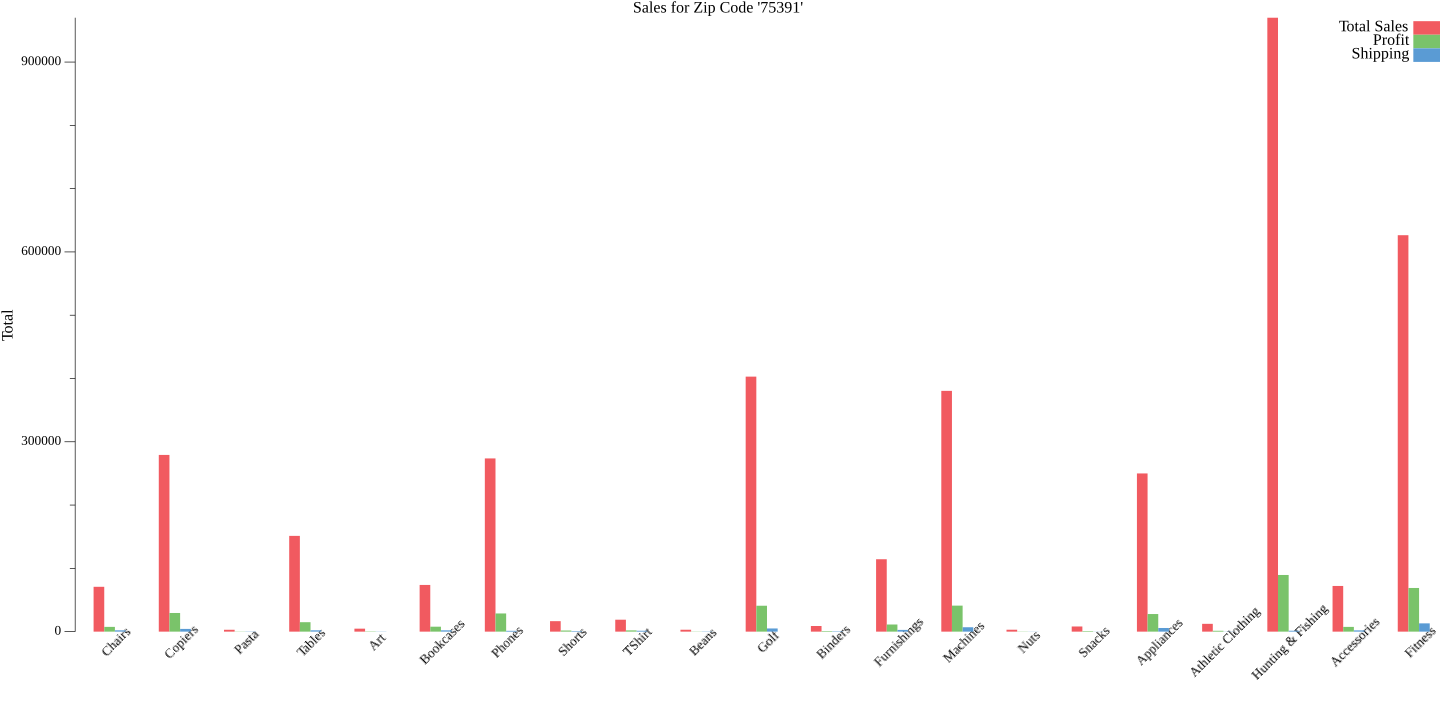 Sales for Zip Code '75391'
Total Sales
Profit
Shipping
900000
600000
300000
0
Total
Chairs
Copiers
Pasta
Tables
Art
Bookcases
Phones
Shorts
TShirt
Beans
Golf
Binders
Furnishings
Machines
Nuts
Snacks
Appliances
Athletic Clothing
Hunting & Fishing
Accessories
Fitness